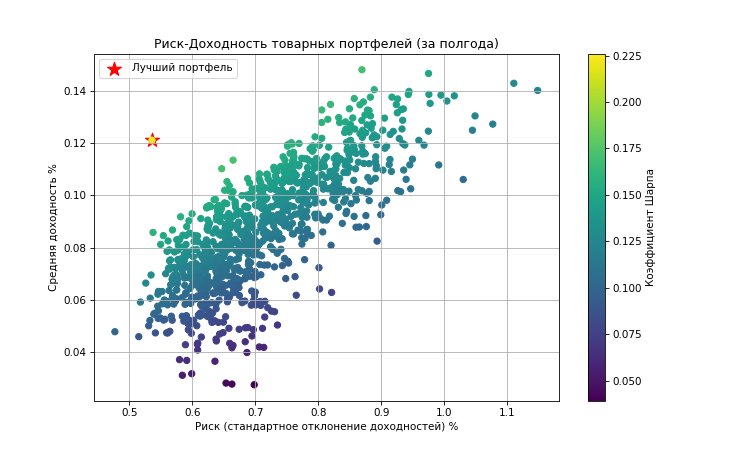 Риск-Доходность товарных портфелей (за полгода)
Лучший портфель
Средняя доходность %
0.14
0.12
0.10
0.08
0.06
0.04
0.5 0.6 0.7 0.8 0.9 1.0 1.1
Риск (стандартное отклонение доходностей) %
0.225
0.200
0.175
0.150
0.125
0.100
0.075
0.050
Коэффициент Шарпа